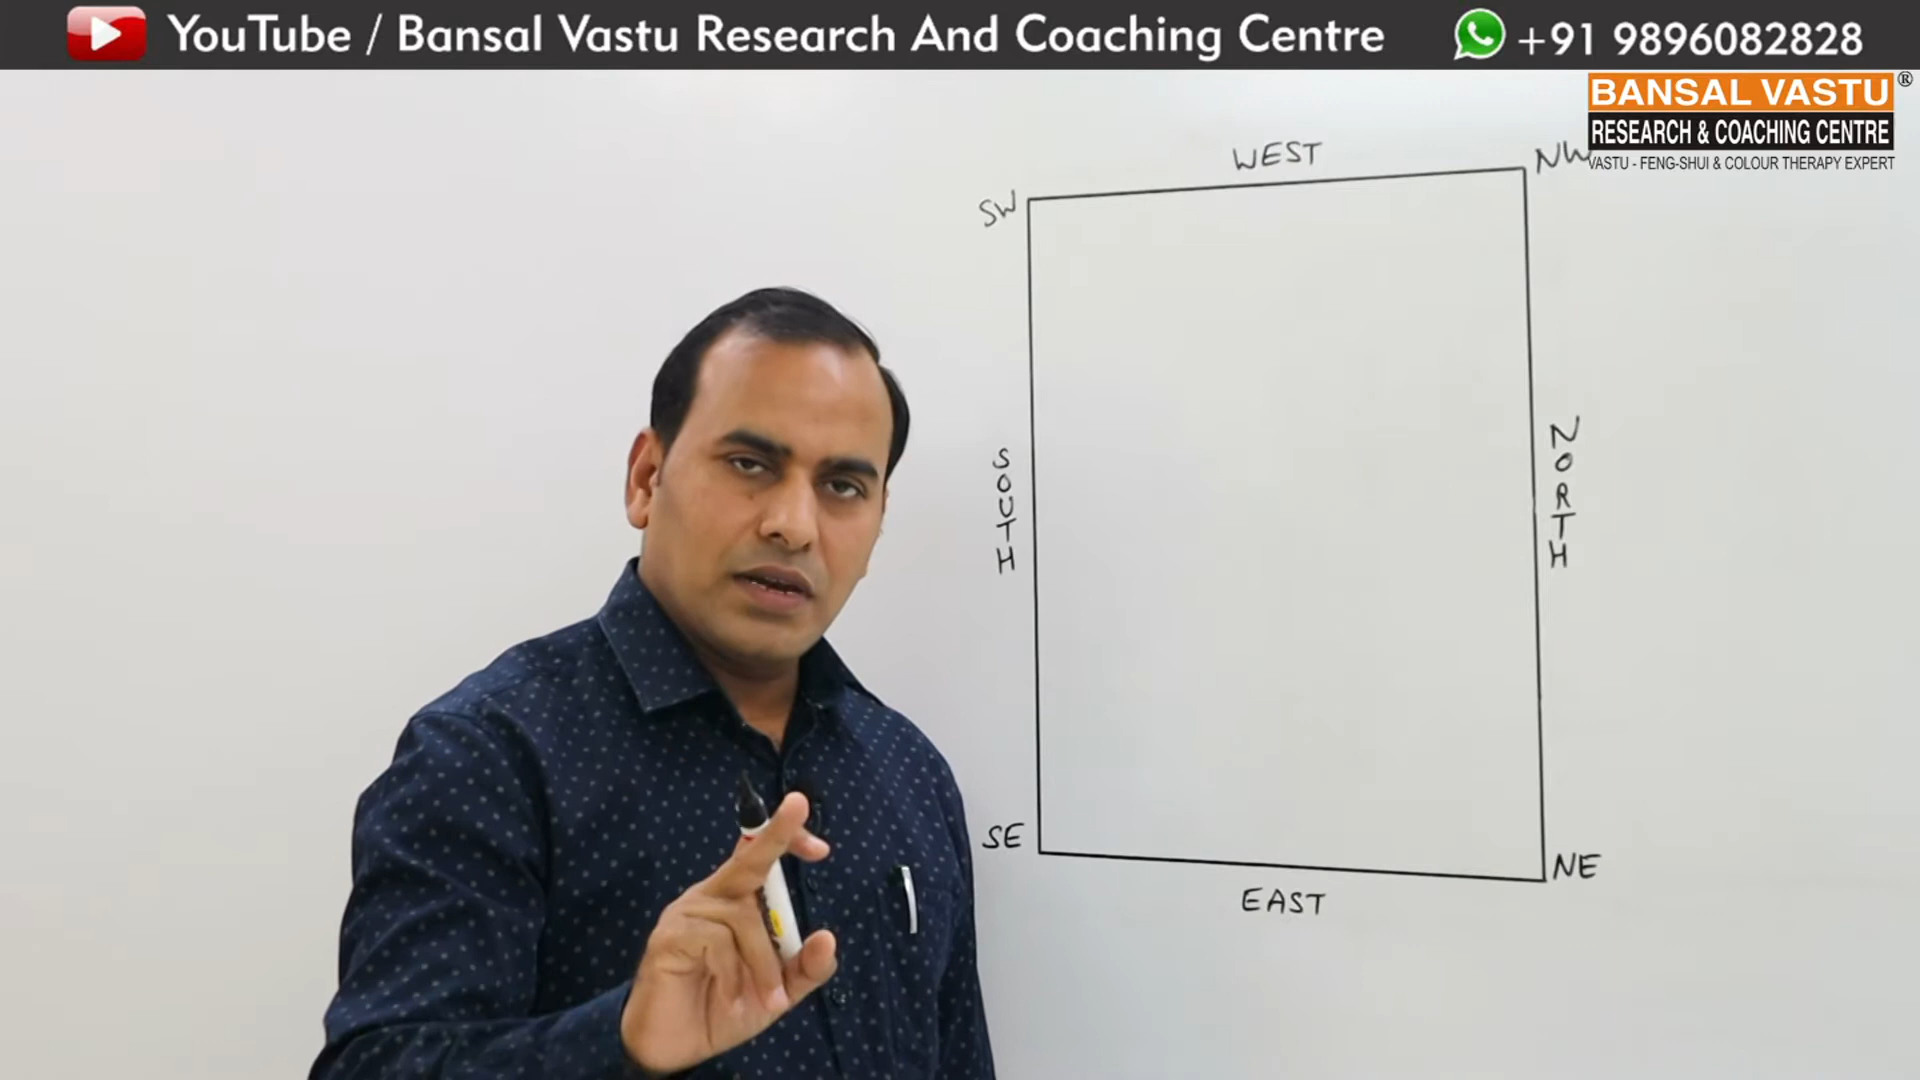 YouTube / Bansal Vastu Research And Coaching Centre
+91 9896082828
BANSAL VASTU ®
RESEARCH & COACHING CENTRE
VASTU - FENG-SHUI & COLOUR THERAPY EXPERT
WEST
NW
SW
SOUTH
NORTH
SE
NE
EAST